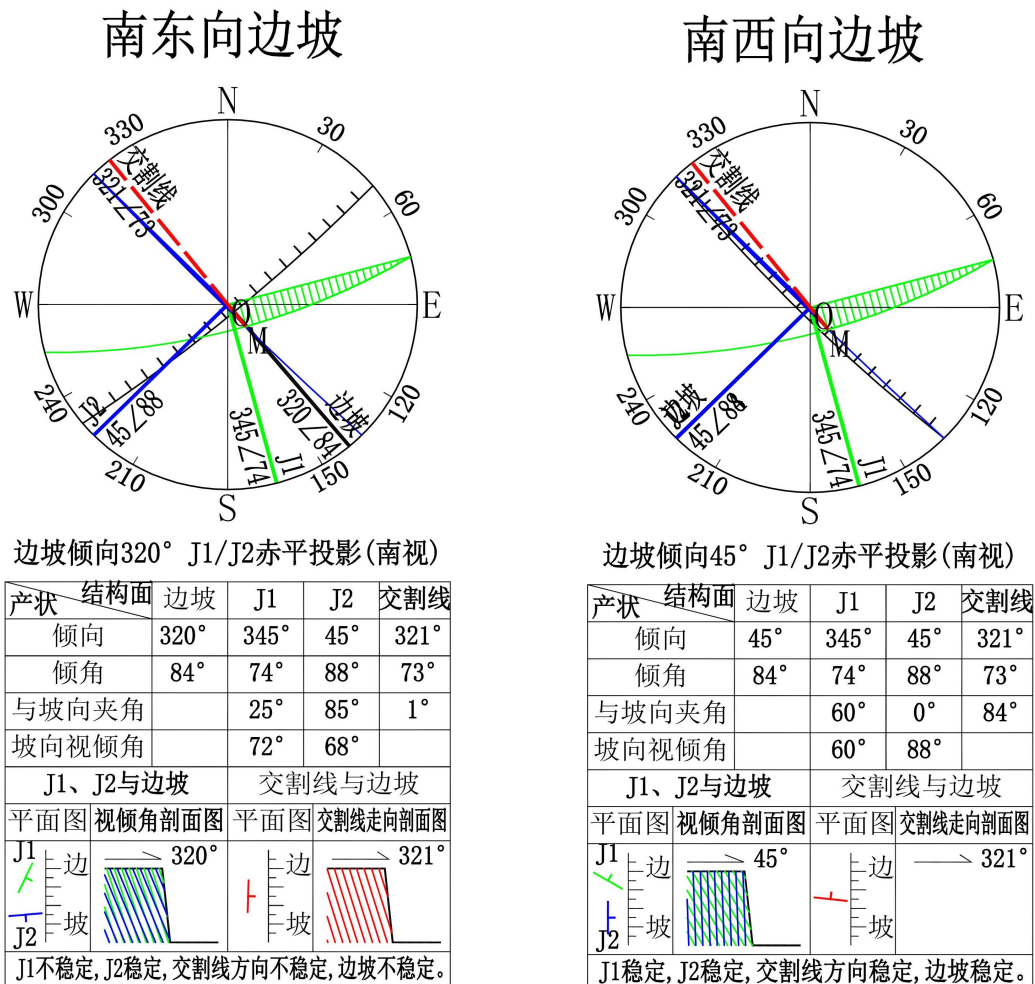 南东向边坡
N
330
30
300
60
交割线
321∠73
W
O
E
M
240
J2
45∠88
边坡
120
345∠74
320∠84
J1
210
150
S
边坡倾向320° J1/J2赤平投影(南视)
产状 结构面 边坡 J1 J2 交割线
倾向 320° 345° 45° 321°
倾角 84° 74° 88° 73°
与坡向夹角 25° 85° 1°
坡向视倾角 72° 68°
J1、J2与边坡 交割线与边坡
平面图 视倾角剖面图 平面图 交割线走向剖面图
J1 边 320° 边 321°
J2 坡 坡
J1不稳定,J2稳定,交割线方向不稳定,边坡不稳定。
南西向边坡
N
330
30
300
60
交割线
W
O
E
M
240
边坡
120
345∠74
J1
210
150
S
边坡倾向45° J1/J2赤平投影(南视)
产状 结构面 边坡 J1 J2 交割线
倾向 45° 345° 45° 321°
倾角 84° 74° 88° 73°
与坡向夹角 60° 0° 84°
坡向视倾角 60° 88°
J1、J2与边坡 交割线与边坡
平面图 视倾角剖面图 平面图 交割线走向剖面图
J1 边 45° 边 321°
J2 坡 坡
J1稳定,J2稳定,交割线方向稳定,边坡稳定。